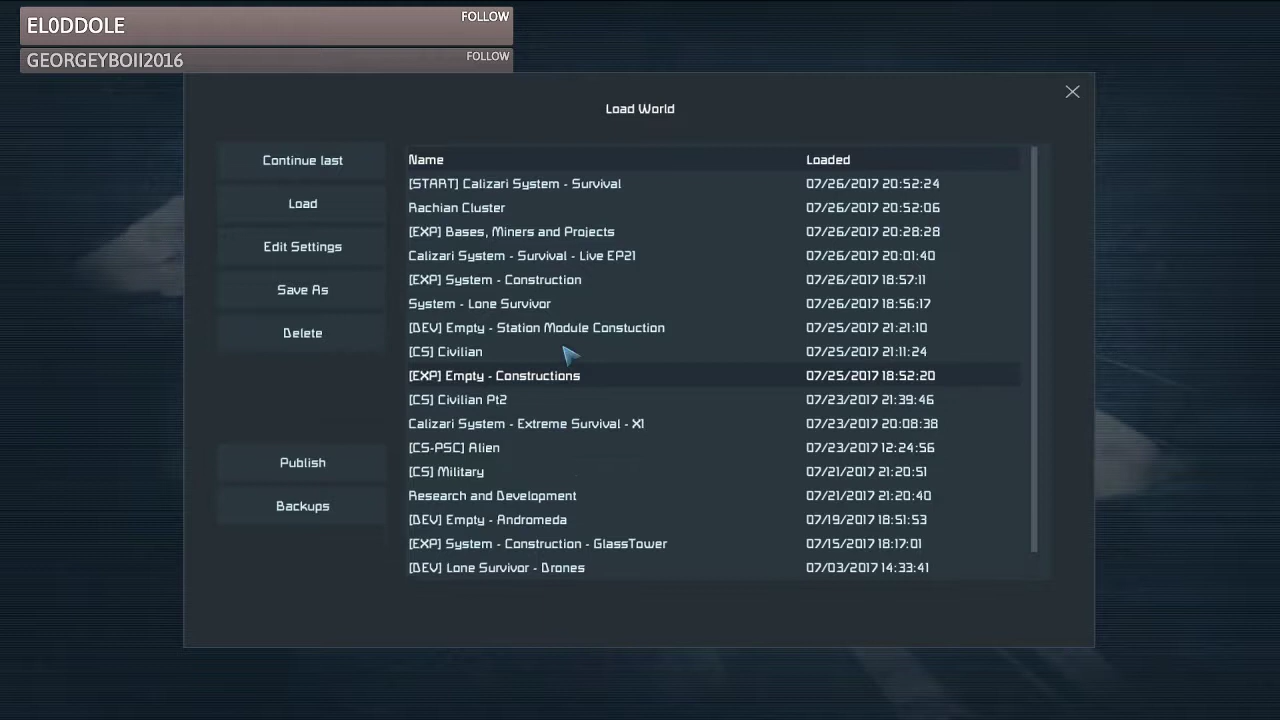 EL0DDOLE FOLLOW
GEORGEYBOII2016 FOLLOW
Load World
Continue last
Load
Edit Settings
Save As
Delete
Publish
Backups
Name Loaded
[START] Calizari System - Survival 07/26/2017 20:52:24
Rachian Cluster 07/26/2017 20:52:06
[EXP] Bases, Miners and Projects 07/26/2017 20:28:28
Calizari System - Survival - Live EP21 07/26/2017 20:01:40
[EXP] System - Construction 07/26/2017 18:57:11
System - Lone Survivor 07/26/2017 18:56:17
[DEV] Empty - Station Module Constuction 07/25/2017 21:21:10
[CS] Civilian 07/25/2017 21:11:24
[EXP] Empty - Constructions 07/25/2017 18:52:20
[CS] Civilian Pt2 07/23/2017 21:39:46
Calizari System - Extreme Survival - X1 07/23/2017 20:08:38
[CS-PSC] Alien 07/23/2017 12:24:56
[CS] Military 07/21/2017 21:20:51
Research and Development 07/21/2017 21:20:40
[DEV] Empty - Andromeda 07/19/2017 18:51:53
[EXP] System - Construction - GlassTower 07/15/2017 18:17:01
[DEV] Lone Survivor - Drones 07/03/2017 14:33:41